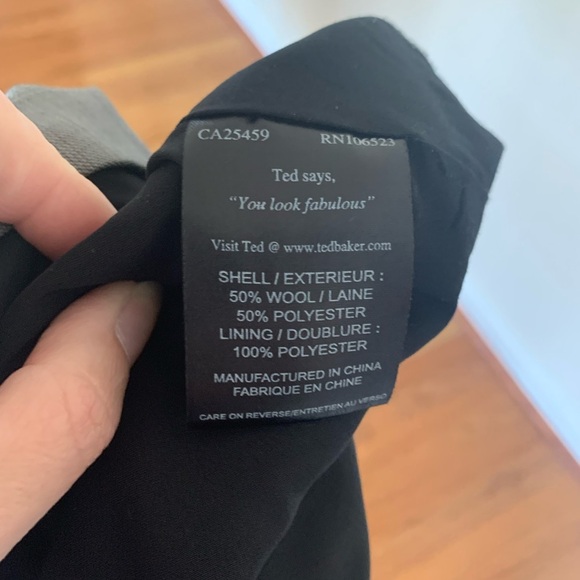 CA25459 RN106523
Ted says,
"You look fabulous"
Visit Ted @ www.tedbaker.com
SHELL / EXTERIEUR :
50% WOOL / LAINE
50% POLYESTER
LINING / DOUBLURE :
100% POLYESTER
MANUFACTURED IN CHINA
FABRIQUE EN CHINE
CARE ON REVERSE/ENTRETIEN AU VERSO